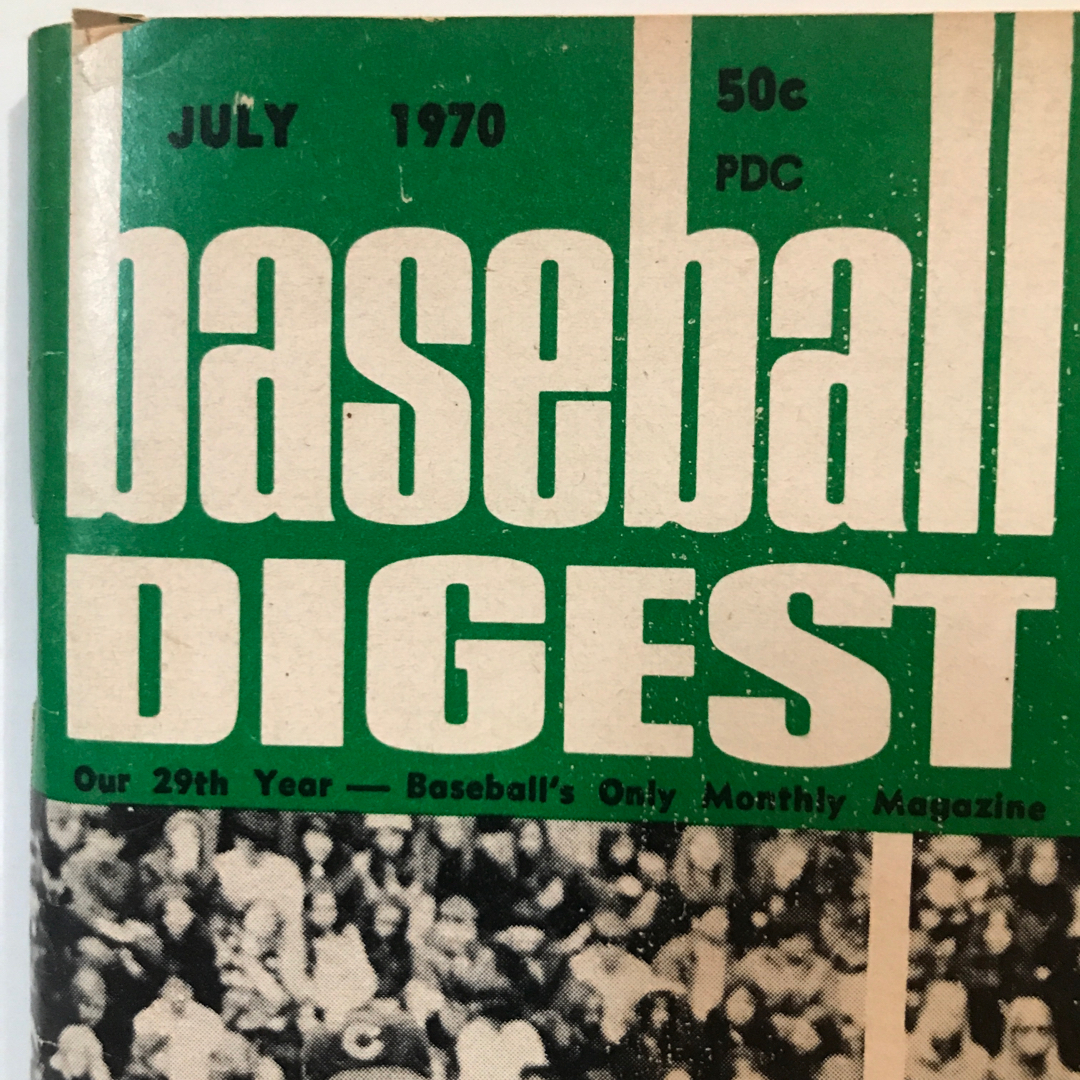 JULY 1970 50c
PDC
baseball
DIGEST
Our 29th Year — Baseball's Only Monthly Magazine
C